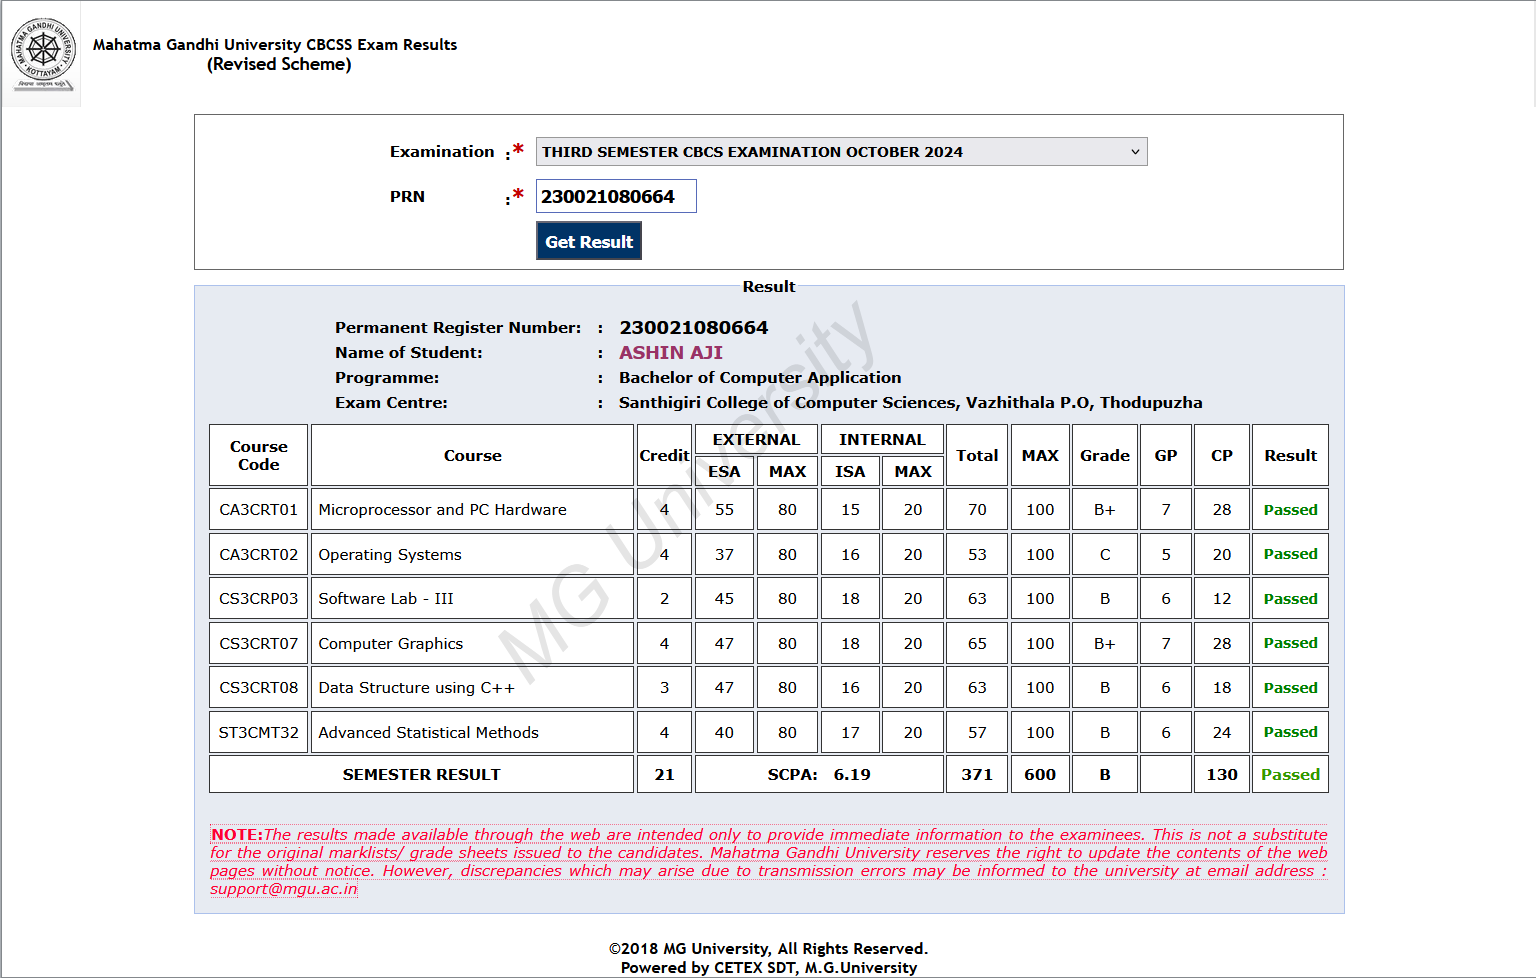 MAHATMA GANDHI UNIVERSITY
KOTTAYAM
Mahatma Gandhi University CBCSS Exam Results
(Revised Scheme)
Examination :* THIRD SEMESTER CBCS EXAMINATION OCTOBER 2024
PRN :* 230021080664
Get Result
Result
Permanent Register Number: : 230021080664
Name of Student: : ASHIN AJI
Programme: : Bachelor of Computer Application
Exam Centre: : Santhigiri College of Computer Sciences, Vazhithala P.O, Thodupuzha
Course Code Course Credit EXTERNAL INTERNAL Total MAX Grade GP CP Result
ESA MAX ISA MAX
CA3CRT01 Microprocessor and PC Hardware 4 55 80 15 20 70 100 B+ 7 28 Passed
CA3CRT02 Operating Systems 4 37 80 16 20 53 100 C 5 20 Passed
CS3CRP03 Software Lab - III 2 45 80 18 20 63 100 B 6 12 Passed
CS3CRT07 Computer Graphics 4 47 80 18 20 65 100 B+ 7 28 Passed
CS3CRT08 Data Structure using C++ 3 47 80 16 20 63 100 B 6 18 Passed
ST3CMT32 Advanced Statistical Methods 4 40 80 17 20 57 100 B 6 24 Passed
SEMESTER RESULT 21 SCPA: 6.19 371 600 B 130 Passed
MG University
NOTE:The results made available through the web are intended only to provide immediate information to the examinees. This is not a substitute
for the original marklists/ grade sheets issued to the candidates. Mahatma Gandhi University reserves the right to update the contents of the web
pages without notice. However, discrepancies which may arise due to transmission errors may be informed to the university at email address :
support@mgu.ac.in
©2018 MG University, All Rights Reserved.
Powered by CETEX SDT, M.G.University